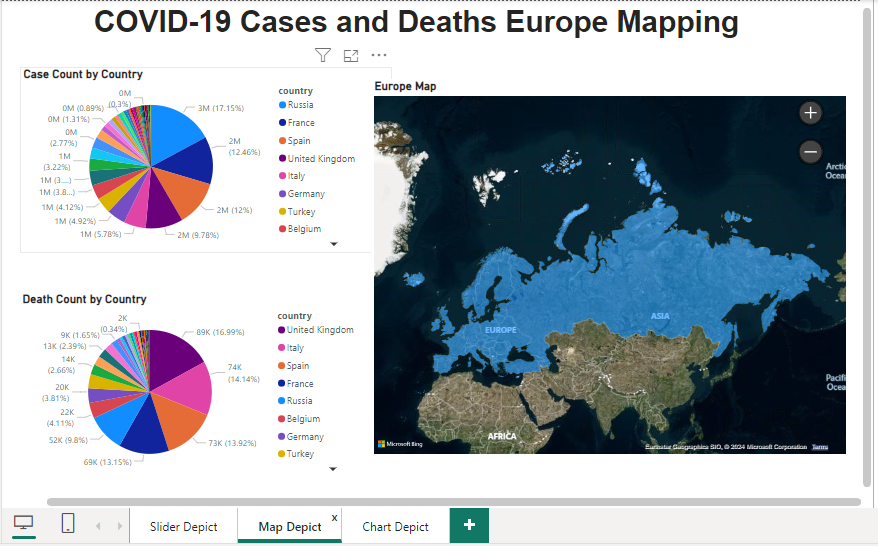 COVID-19 Cases and Deaths Europe Mapping
Case Count by Country
0M
(0.3%)
0M (0.89%)
0M (1.31%)
0M
(2.77%)
1M
(3.22%)
1M (3....)
1M (3.8...)
1M (4.12%)
1M (4.92%)
1M (5.78%)
2M (9.78%)
2M (12%)
2M
(12.46%)
3M (17.15%)
country
Russia
France
Spain
United Kingdom
Italy
Germany
Turkey
Belgium
Death Count by Country
2K
(0.34%)
9K (1.65%)
13K (2.39%)
14K
(2.66%)
20K
(3.81%)
22K
(4.11%)
52K (9.8%)
69K (13.15%)
73K (13.92%)
74K
(14.14%)
89K (16.99%)
country
United Kingdom
Italy
Spain
France
Russia
Belgium
Germany
Turkey
Europe Map
Arctic
Ocea
EUROPE
ASIA
Pacifi
Ocea
AFRICA
Microsoft Bing
Earthstar Geographics SIO, © 2024 Microsoft Corporation Terms
Slider Depict
Map Depict x
Chart Depict
+